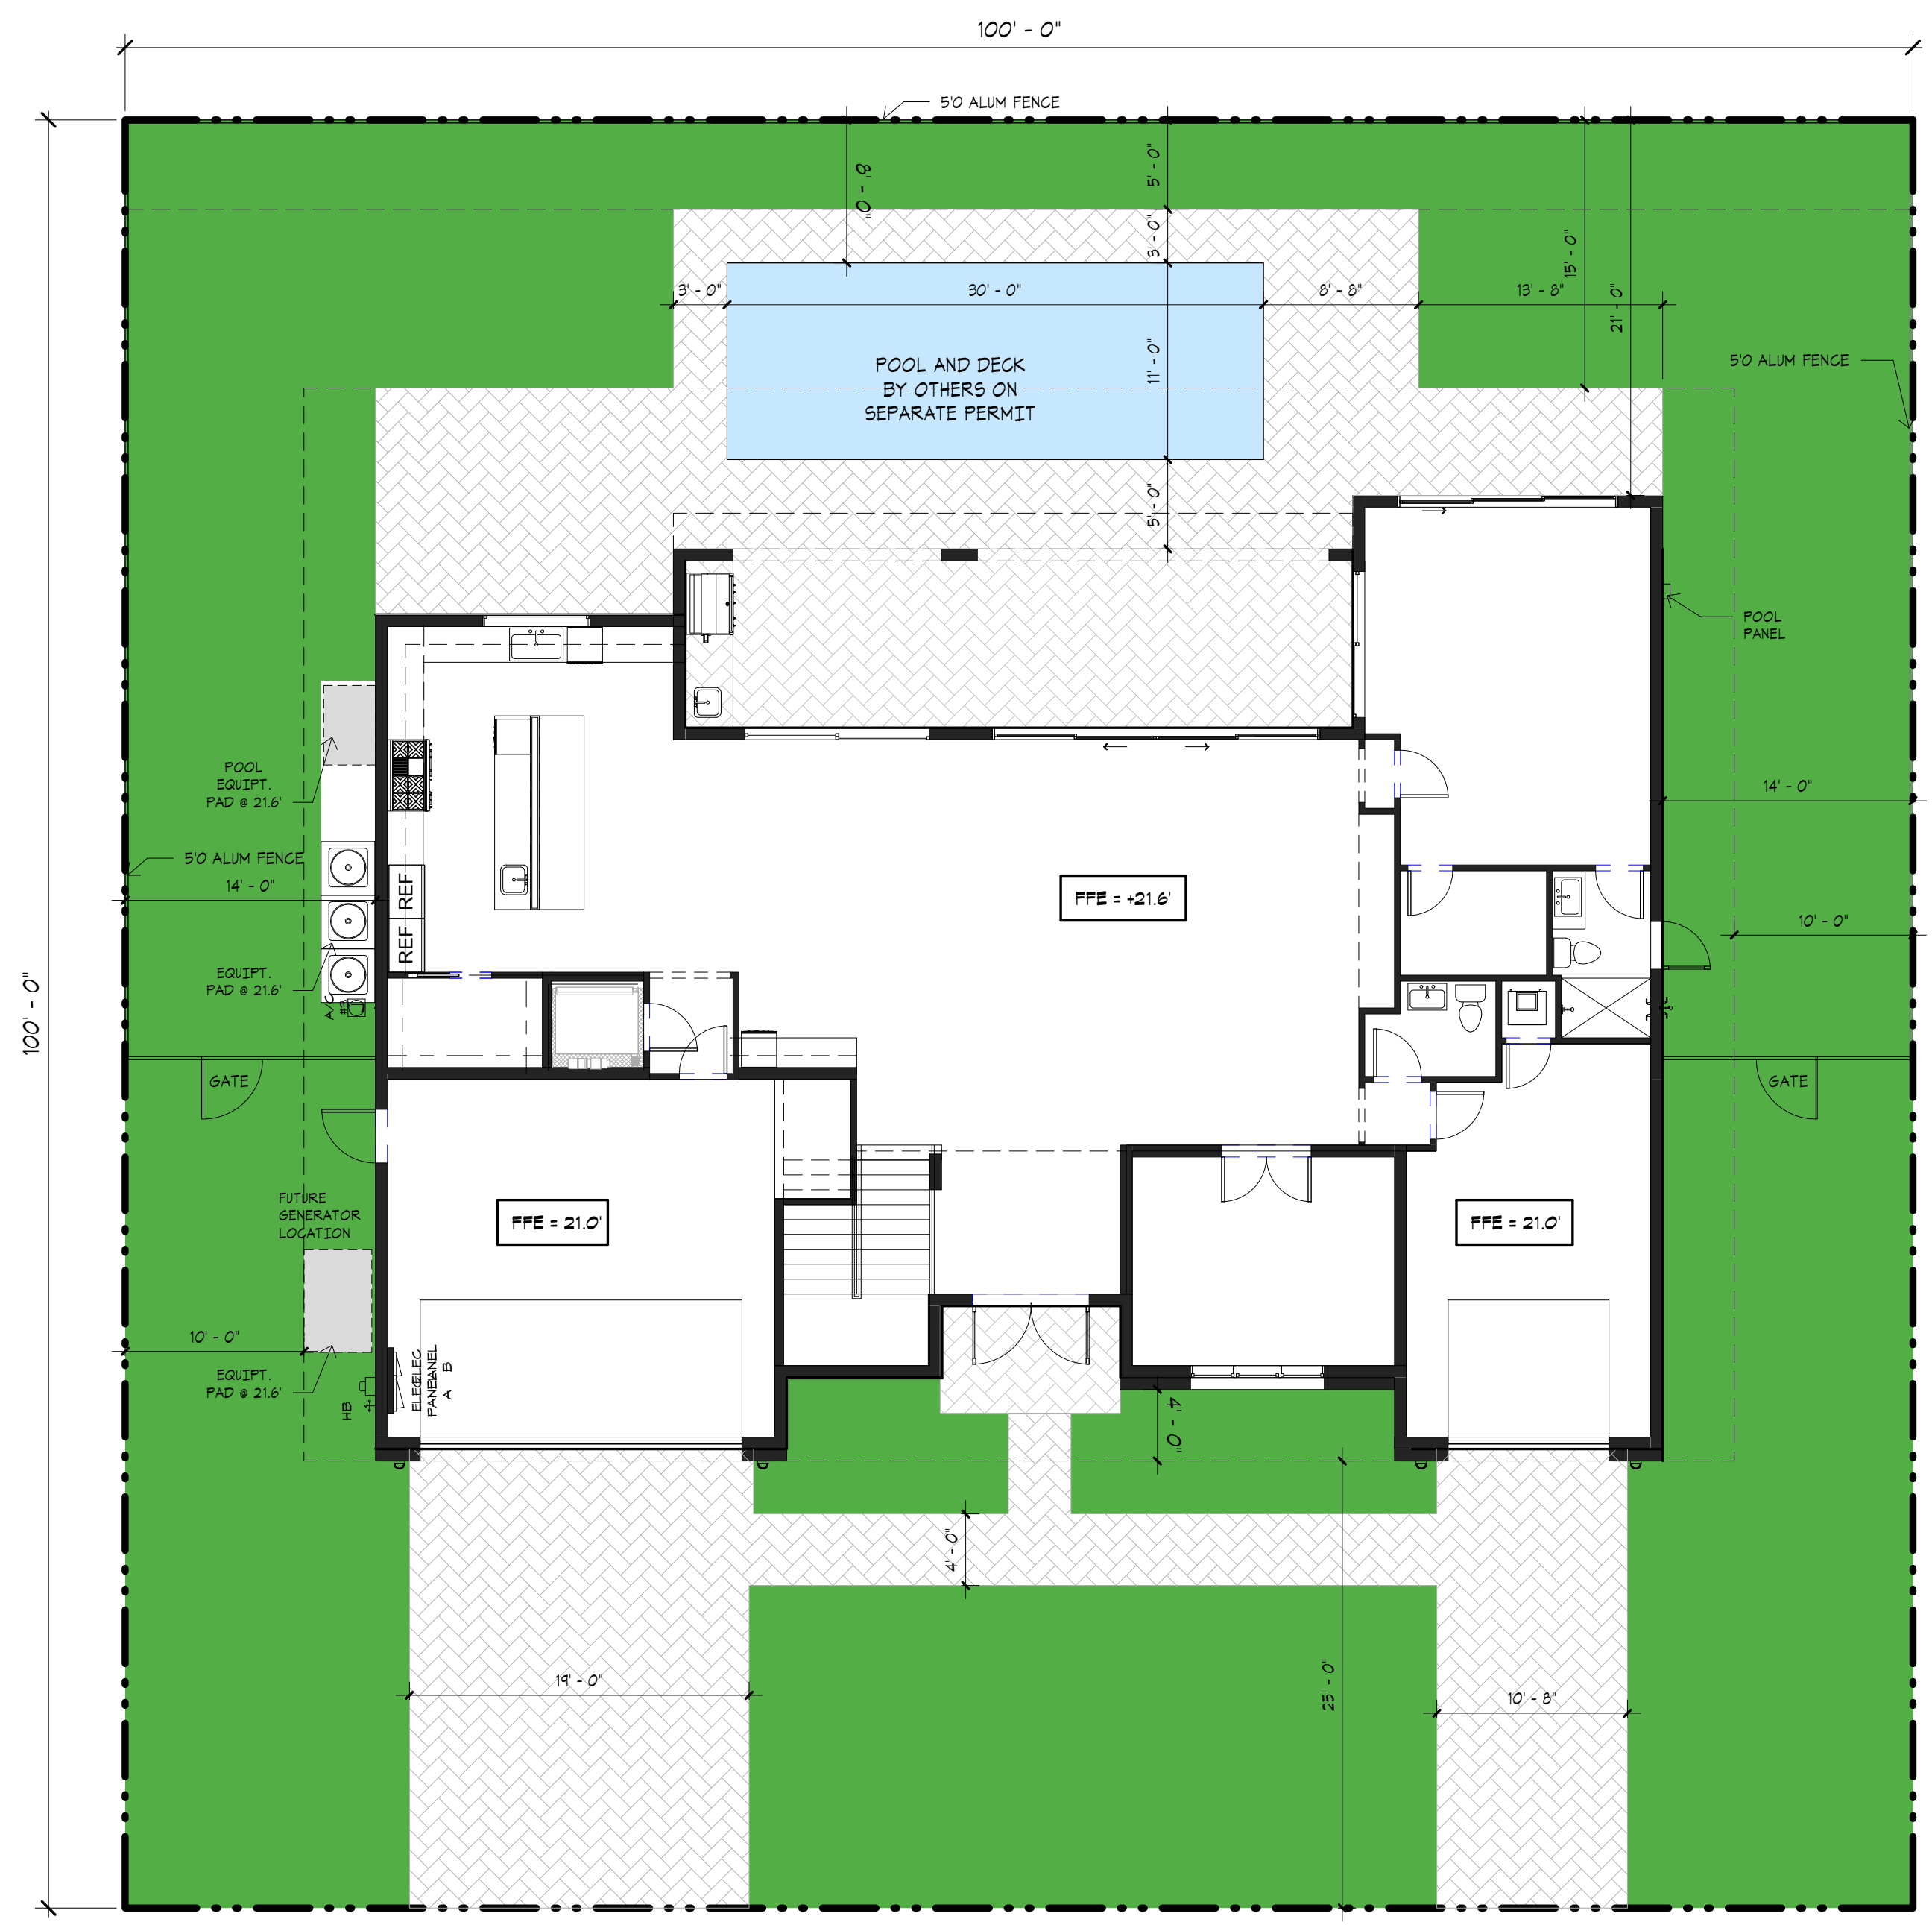 100' - 0"
5'0 ALUM FENCE
8' - 0"
5' - 0"
3' - 0"
15' - 0"
21' - 0"
3' - 0"
30' - 0"
8' - 8"
13' - 8"
11' - 0"
POOL AND DECK
BY OTHERS ON
SEPARATE PERMIT
5'0 ALUM FENCE
5' - 0"
POOL
PANEL
POOL
EQUIPT.
PAD @ 21.6'
14' - 0"
5'0 ALUM FENCE
14' - 0"
REF
REF
FFE = +21.6'
10' - 0"
EQUIPT.
PAD @ 21.6'
A/C
#3
100' - 0"
GATE
GATE
FUTURE
GENERATOR
LOCATION
FFE = 21.0'
FFE = 21.0'
10' - 0"
EQUIPT.
PAD @ 21.6'
HB
A
B
4' - 0"
4' - 0"
25' - 0"
19' - 0"
10' - 8"